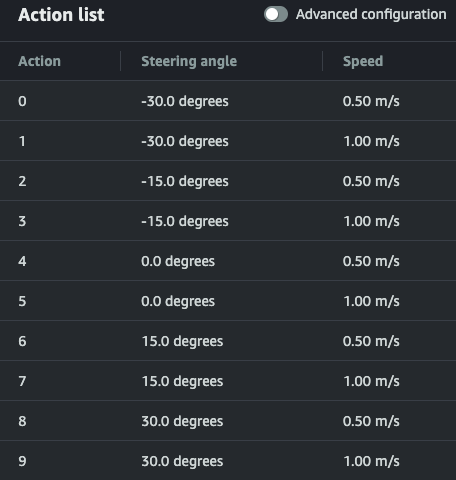 Action list Advanced configuration
Action Steering angle Speed
0 -30.0 degrees 0.50 m/s
1 -30.0 degrees 1.00 m/s
2 -15.0 degrees 0.50 m/s
3 -15.0 degrees 1.00 m/s
4 0.0 degrees 0.50 m/s
5 0.0 degrees 1.00 m/s
6 15.0 degrees 0.50 m/s
7 15.0 degrees 1.00 m/s
8 30.0 degrees 0.50 m/s
9 30.0 degrees 1.00 m/s